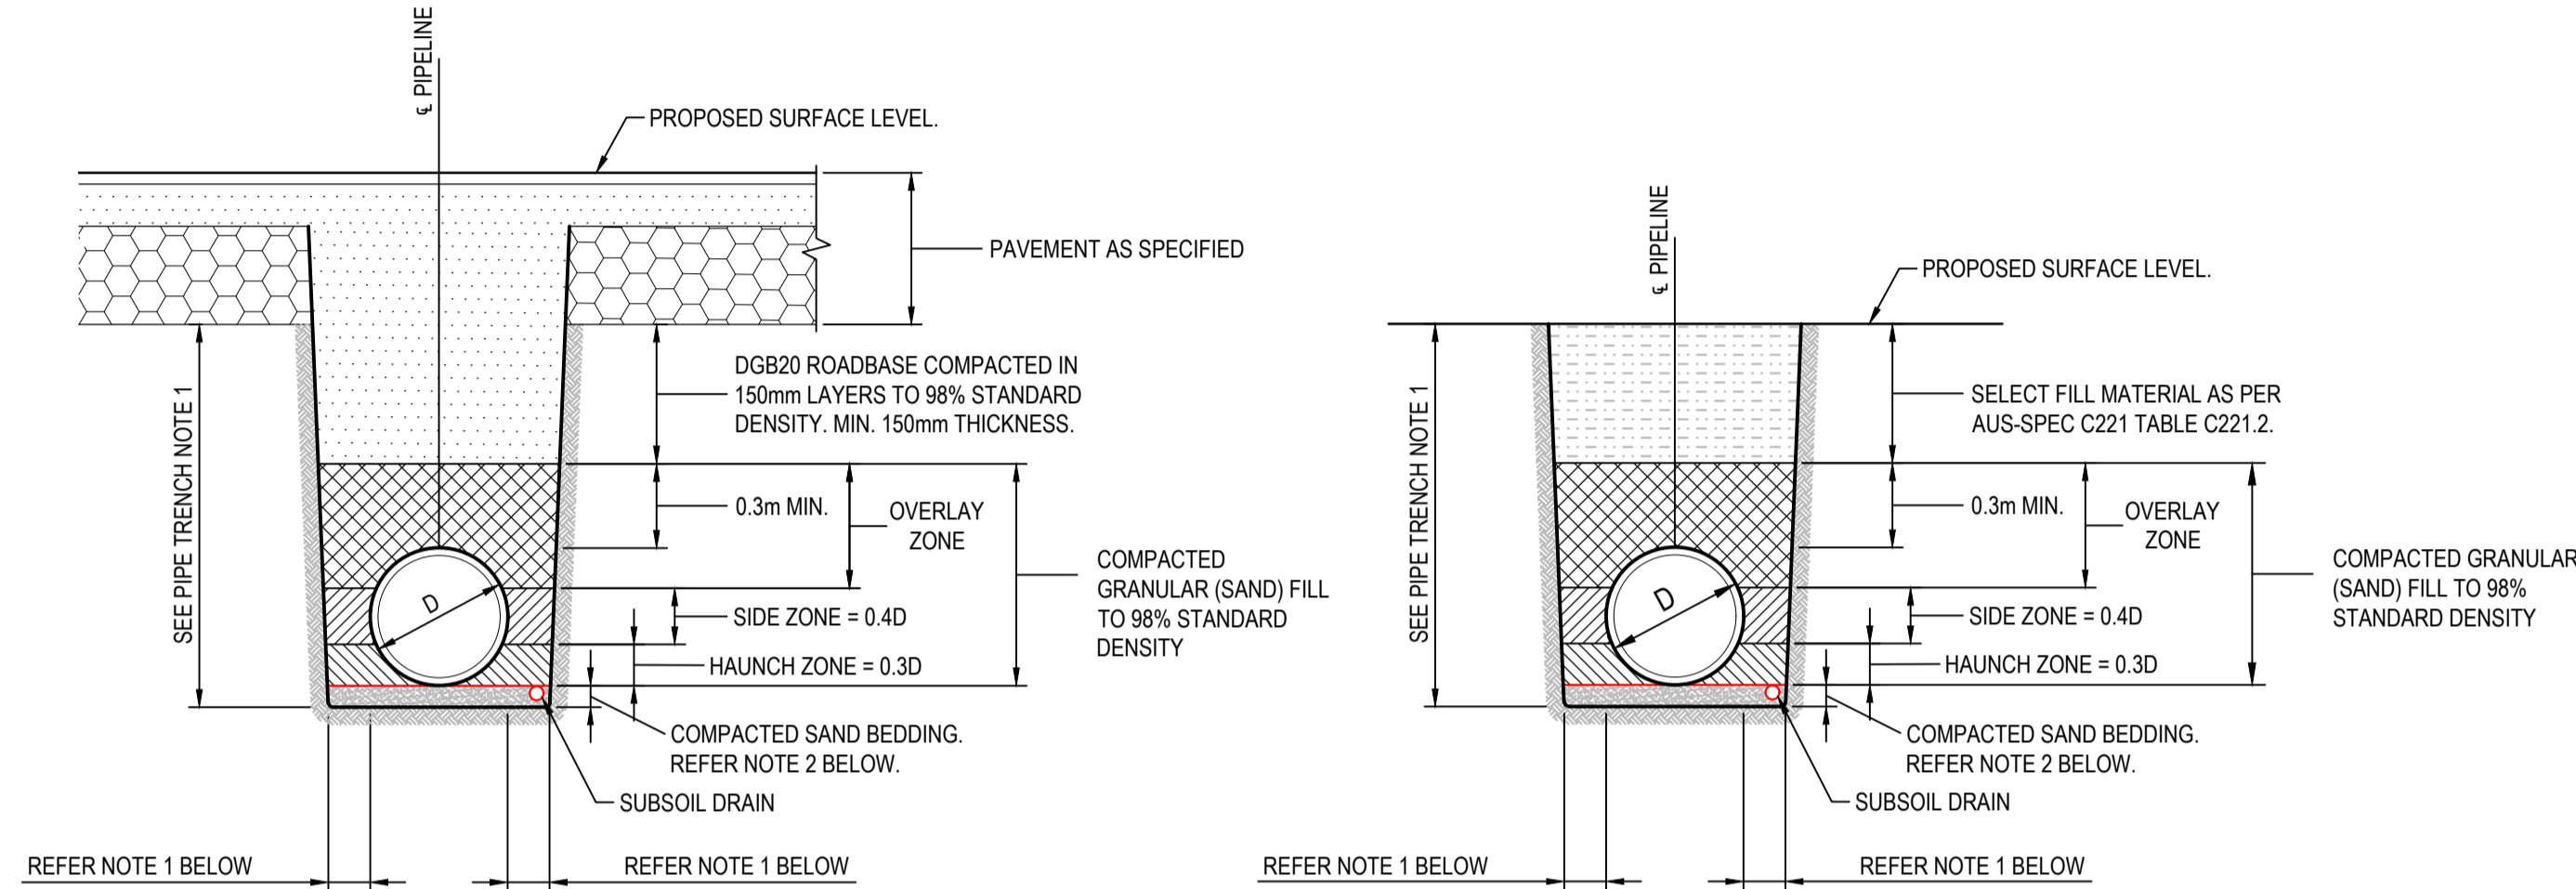 ℄ PIPELINE
PROPOSED SURFACE LEVEL.
PAVEMENT AS SPECIFIED
SEE PIPE TRENCH NOTE 1
DGB20 ROADBASE COMPACTED IN
150mm LAYERS TO 98% STANDARD
DENSITY. MIN. 150mm THICKNESS.
0.3m MIN.
OVERLAY
ZONE
COMPACTED
GRANULAR (SAND) FILL
TO 98% STANDARD
DENSITY
D
SIDE ZONE = 0.4D
HAUNCH ZONE = 0.3D
COMPACTED SAND BEDDING.
REFER NOTE 2 BELOW.
SUBSOIL DRAIN
REFER NOTE 1 BELOW
REFER NOTE 1 BELOW
℄ PIPELINE
PROPOSED SURFACE LEVEL.
SEE PIPE TRENCH NOTE 1
SELECT FILL MATERIAL AS PER
AUS-SPEC C221 TABLE C221.2.
0.3m MIN.
OVERLAY
ZONE
COMPACTED GRANULAR
(SAND) FILL TO 98%
STANDARD DENSITY
D
SIDE ZONE = 0.4D
HAUNCH ZONE = 0.3D
COMPACTED SAND BEDDING.
REFER NOTE 2 BELOW.
SUBSOIL DRAIN
REFER NOTE 1 BELOW
REFER NOTE 1 BELOW